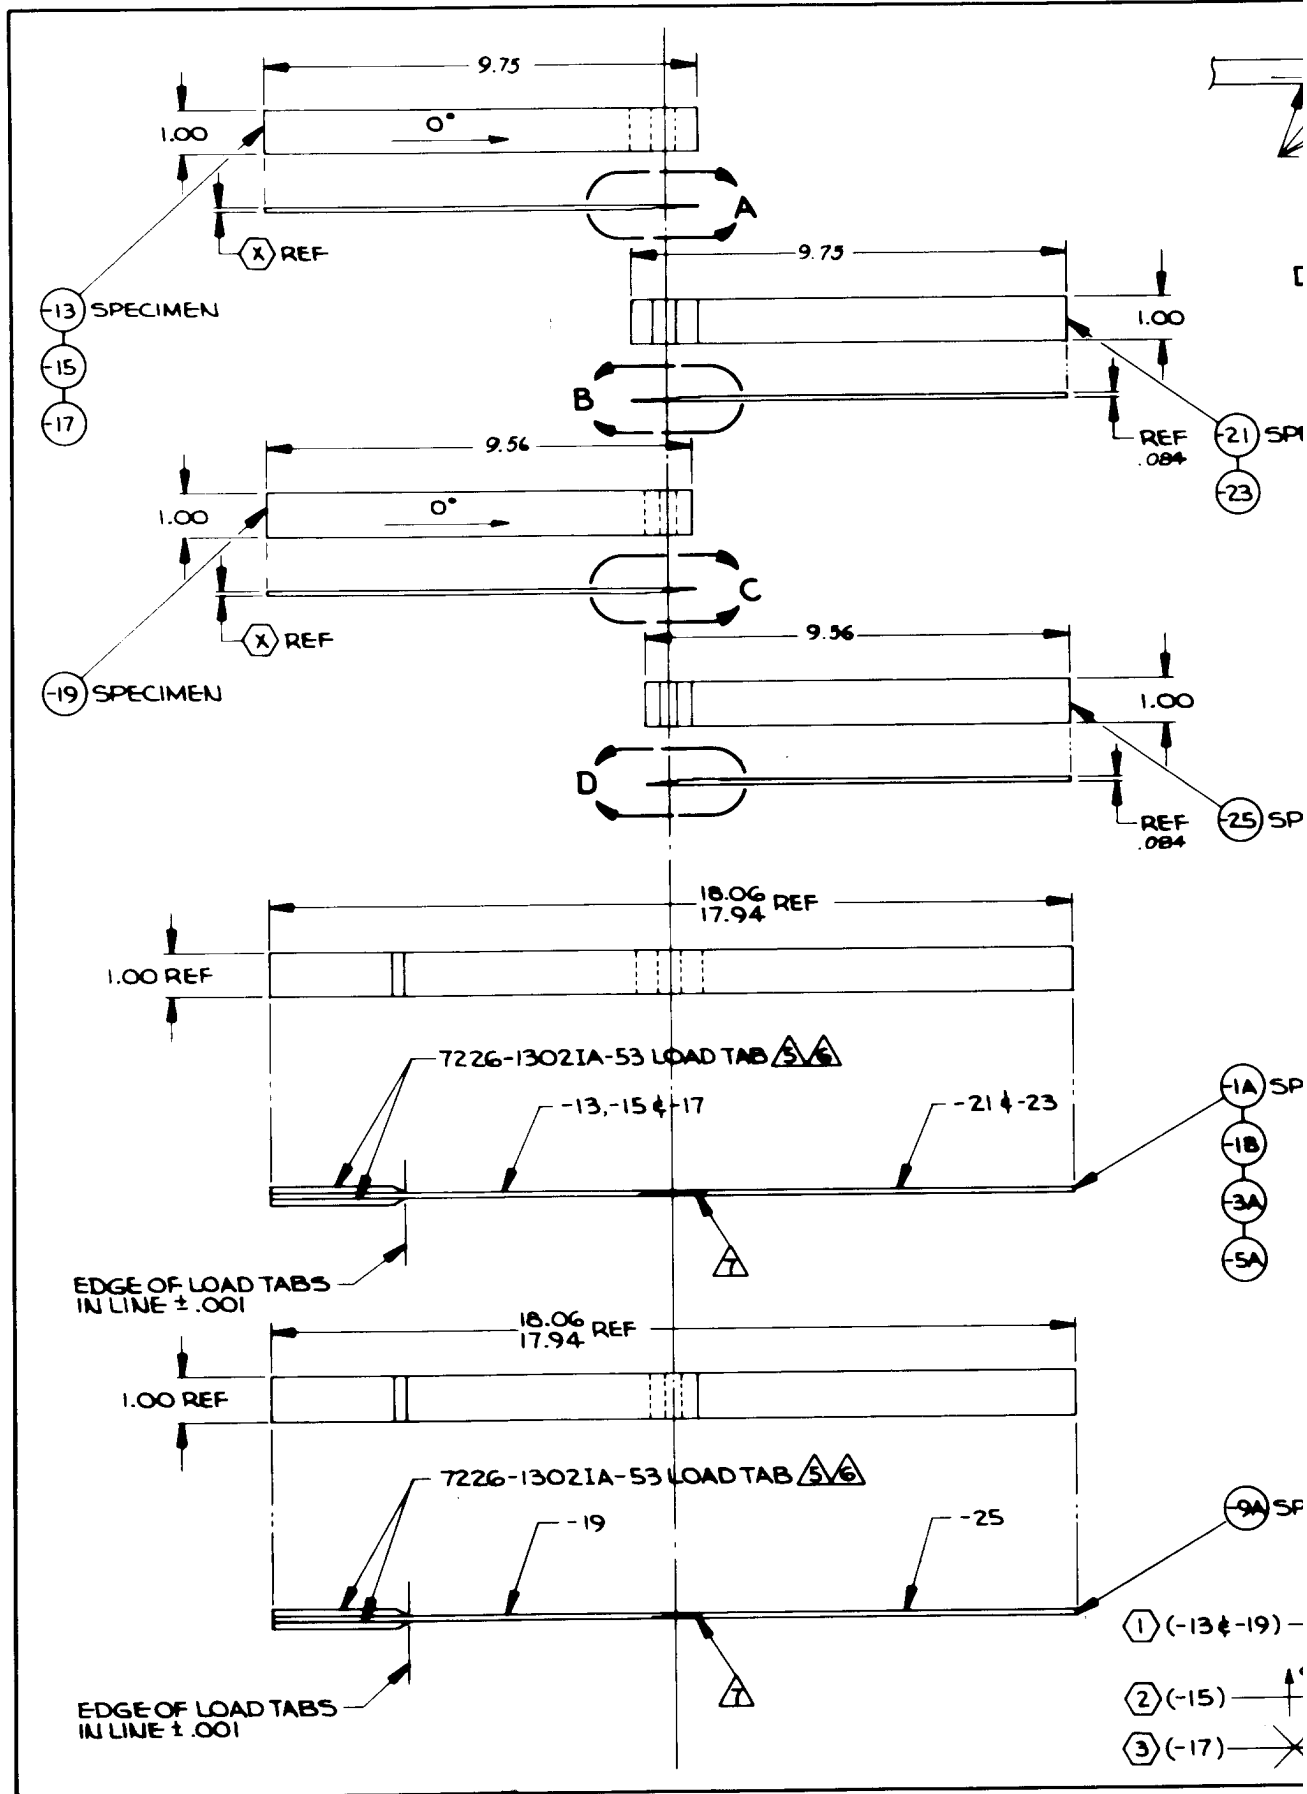 9.75
1.00
0°
A
X REF
9.75
-13 SPECIMEN
1.00
-15
B
-17
REF
.084
-21 SPE
9.56
-23
1.00
0°
C
X REF
9.56
-19 SPECIMEN
1.00
D
REF
.084
-25 SP
18.06
17.94 REF
1.00 REF
7226-13021A-53 LOAD TAB 5 6
-1A SP
-13,-15 ¢ -17
-21 ¢ -23
-1B
-3A
7
-5A
EDGE OF LOAD TABS
IN LINE ± .001
18.06
17.94 REF
1.00 REF
7226-13021A-53 LOAD TAB 5 6
-9A SP
-19
-25
1 (-13 ¢ -19)
7
2 (-15)
EDGE OF LOAD TABS
IN LINE ± .001
3 (-17)